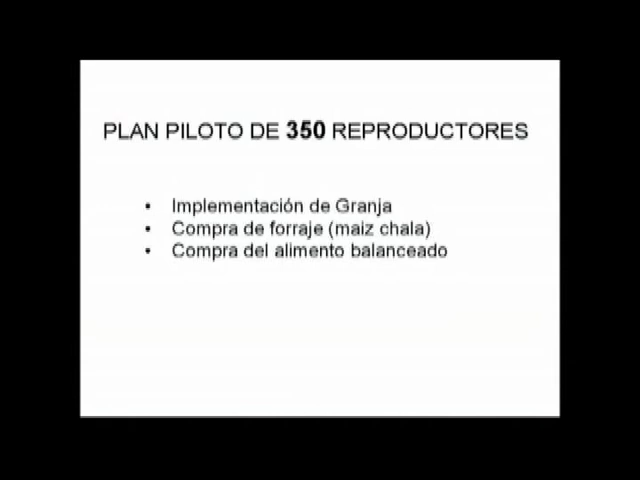 PLAN PILOTO DE 350 REPRODUCTORES
• Implementación de Granja
• Compra de forraje (maiz chala)
• Compra del alimento balanceado